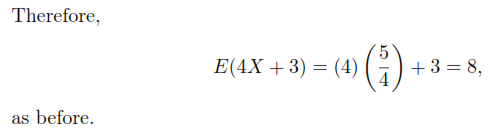 Therefore,
E(4X + 3) = (4) (5/4) + 3 = 8,
as before.